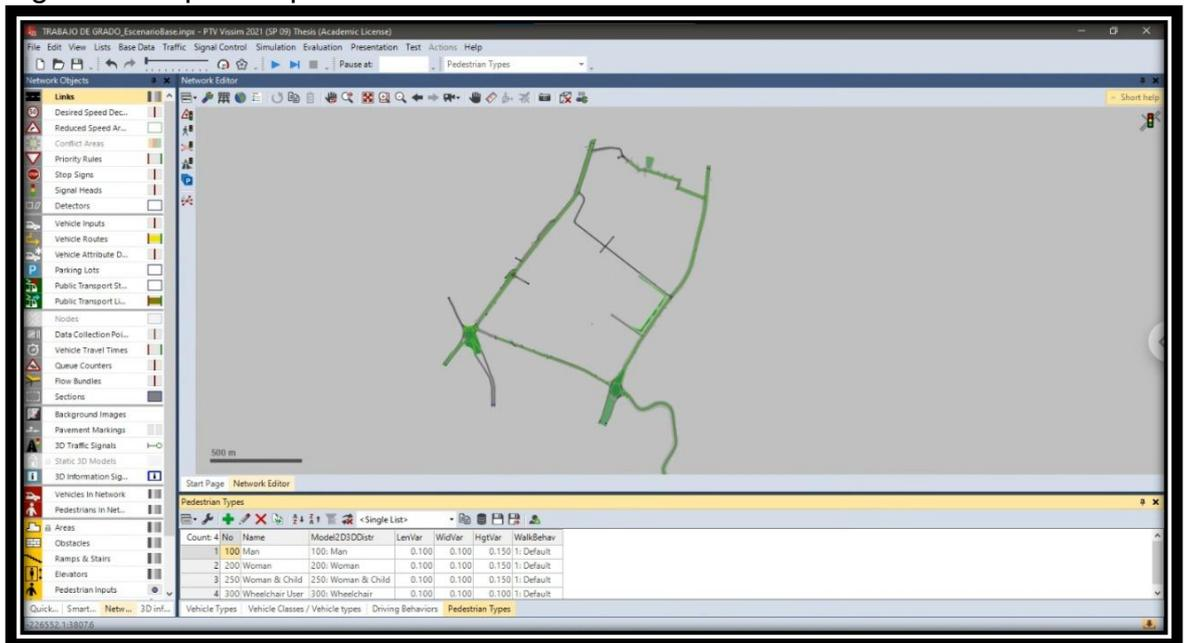 TRABAJO DE GRADO_EscenarioBase.inpx - PTV Vissim 2021 (SP 09) Thesis (Academic License)
File Edit View Lists Base Data Traffic Signal Control Simulation Evaluation Presentation Test Actions Help
Pause at: Pedestrian Types
Network Objects
Network Editor
Short help
Links
Desired Speed Dec...
Reduced Speed Ar...
Conflict Areas
Priority Rules
Stop Signs
Signal Heads
Detectors
Vehicle Inputs
Vehicle Routes
Vehicle Attribute D...
Parking Lots
Public Transport St...
Public Transport Li...
Nodes
Data Collection Poi...
Vehicle Travel Times
Queue Counters
Flow Bundles
Sections
Background Images
Pavement Markings
3D Traffic Signals
Static 3D Models
3D Information Sig...
Vehicles In Network
Pedestrians In Net...
Areas
Obstacles
Ramps & Stairs
Elevators
Pedestrian Inputs
Quick... Smart... Netw... 3D inf...
500 m
Start Page Network Editor
Pedestrian Types
<Single List>
Count: 4 No Name Model2D3DDistr LenVar WidVar HgtVar WalkBehav
1 100 Man 100: Man 0.100 0.100 0.150 1: Default
2 200 Woman 200: Woman 0.100 0.100 0.150 1: Default
3 250 Woman & Child 250: Woman & Child 0.100 0.100 0.150 1: Default
4 300 Wheelchair User 300: Wheelchair 0.100 0.100 0.100 1: Default
Vehicle Types Vehicle Classes / Vehicle types Driving Behaviors Pedestrian Types
-226552.1:3807.6